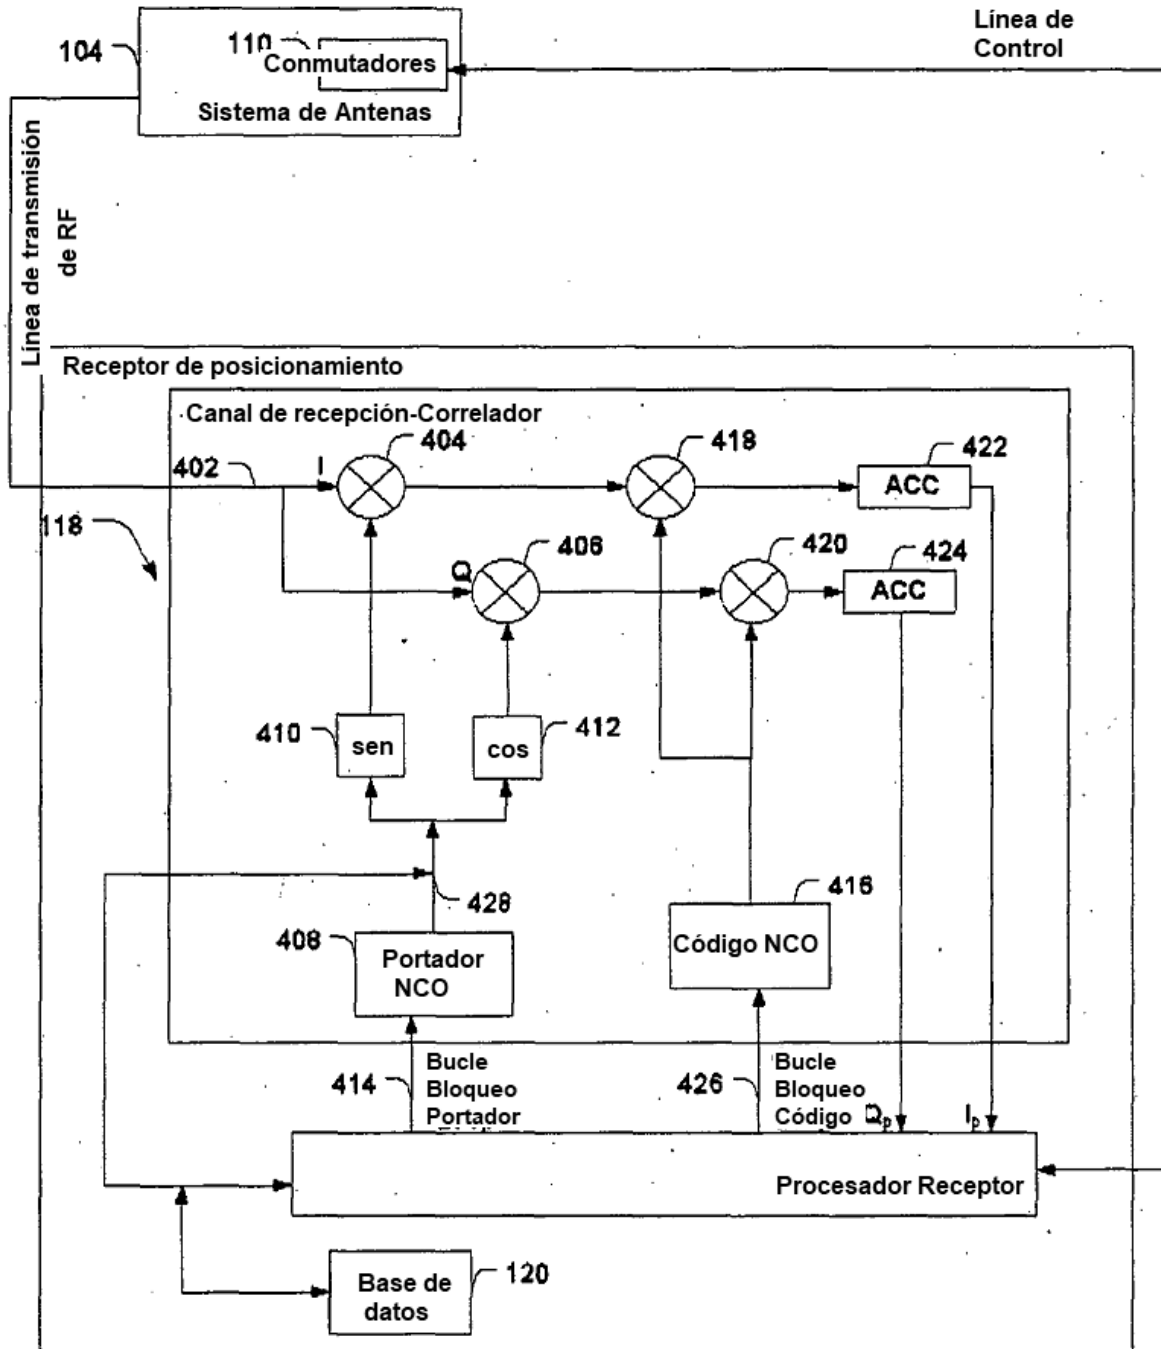 Línea de
Control
104
110
Conmutadores
Sistema de Antenas
Línea de transmisión
de RF
Receptor de posicionamiento
Canal de recepción-Correlador
402
I
404
418
422
ACC
118
Q
406
420
424
ACC
410
sen
412
cos
428
416
408
Portador
NCO
Código NCO
414
Bucle
Bloqueo
Portador
426
Bucle
Bloqueo
Código
Qp
Ip
Procesador Receptor
Base de
datos
120